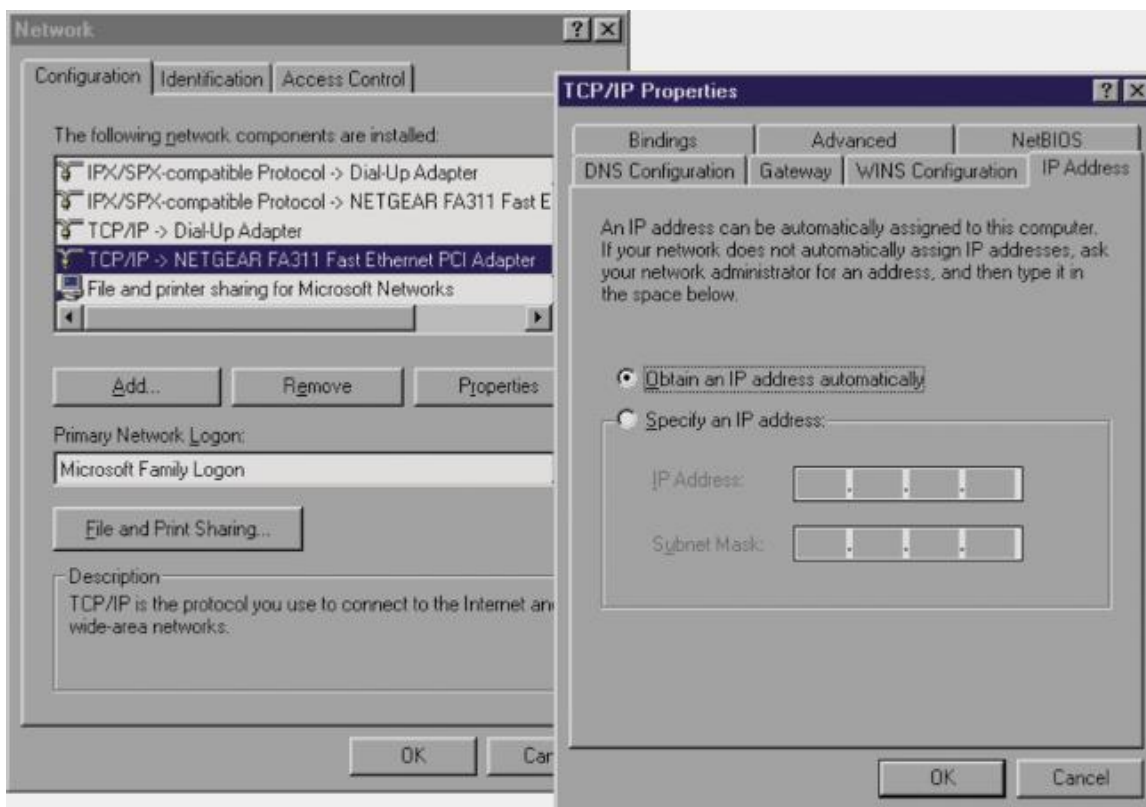 Network
Configuration Identification Access Control
The following network components are installed:
IPX/SPX-compatible Protocol -> Dial-Up Adapter
IPX/SPX-compatible Protocol -> NETGEAR FA311 Fast E
TCP/IP -> Dial-Up Adapter
TCP/IP -> NETGEAR FA311 Fast Ethernet PCI Adapter
File and printer sharing for Microsoft Networks
Add... Remove Properties
Primary Network Logon:
Microsoft Family Logon
File and Print Sharing...
Description
TCP/IP is the protocol you use to connect to the Internet an
wide-area networks.
OK Can
TCP/IP Properties
Bindings Advanced NetBIOS
DNS Configuration Gateway WINS Configuration IP Address
An IP address can be automatically assigned to this computer.
If your network does not automatically assign IP addresses, ask
your network administrator for an address, and then type it in
the space below.
Obtain an IP address automatically
Specify an IP address:
IP Address:
Subnet Mask:
OK Cancel